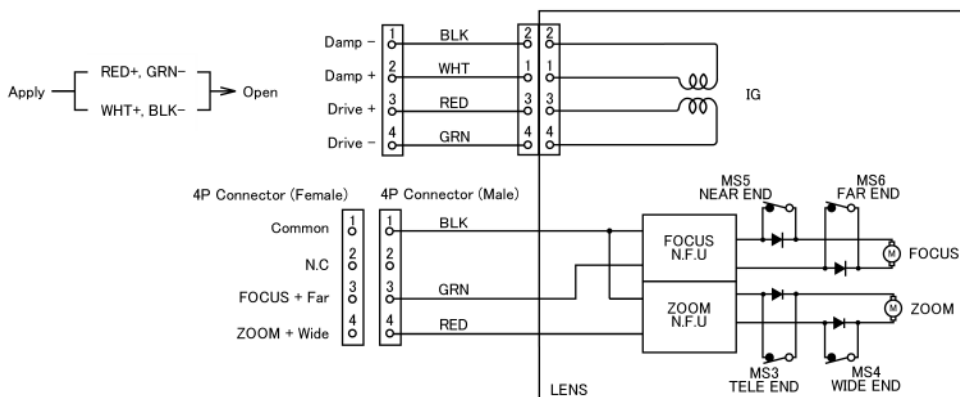 Apply
RED+, GRN−
WHT+, BLK−
Open
Damp −
Damp +
Drive +
Drive −
1
2
3
4
BLK
WHT
RED
GRN
2
1
3
4
2
1
3
4
IG
4P Connector (Female)
4P Connector (Male)
Common
N.C
FOCUS + Far
ZOOM + Wide
1
2
3
4
1
2
3
4
BLK
GRN
RED
FOCUS
N.F.U
ZOOM
N.F.U
MS5
NEAR END
MS6
FAR END
M
FOCUS
M
ZOOM
MS3
TELE END
MS4
WIDE END
LENS